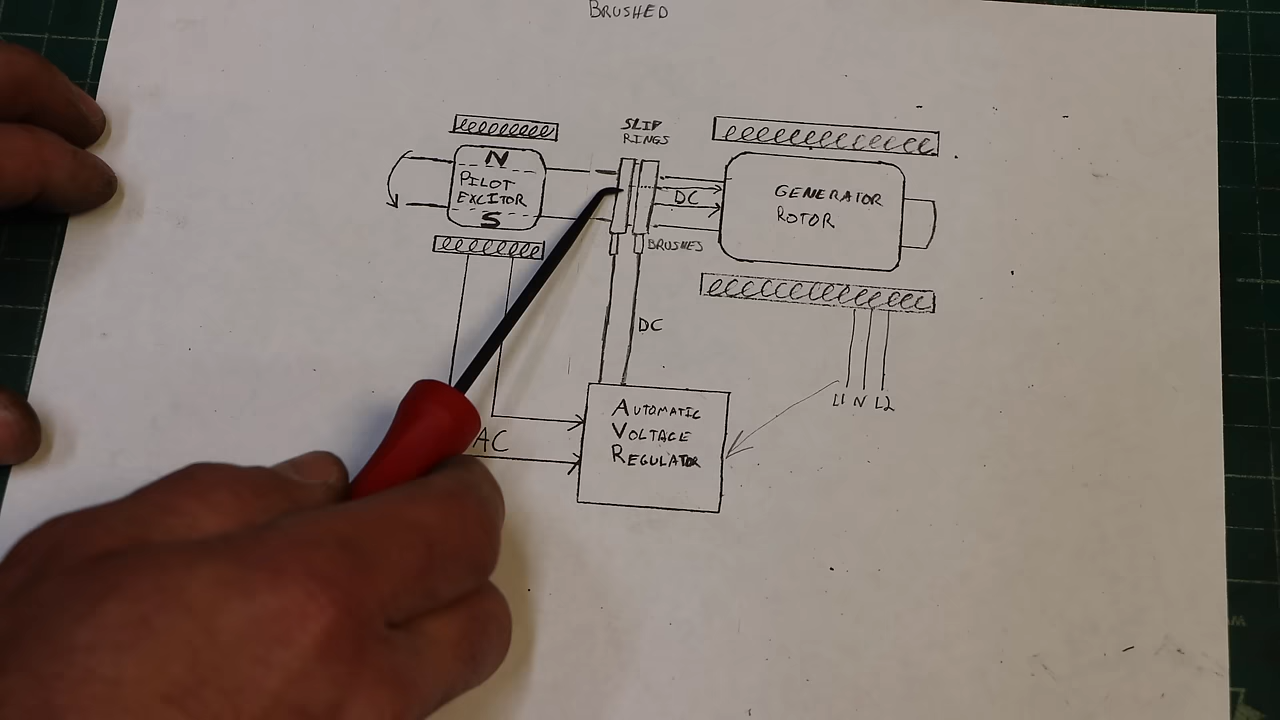 BRUSHED
SLIP
RINGS
N
PILOT
EXCITOR
S
DC
GENERATOR
ROTOR
BRUSHES
DC
AUTOMATIC
VOLTAGE
REGULATOR
AC
L1 N L2